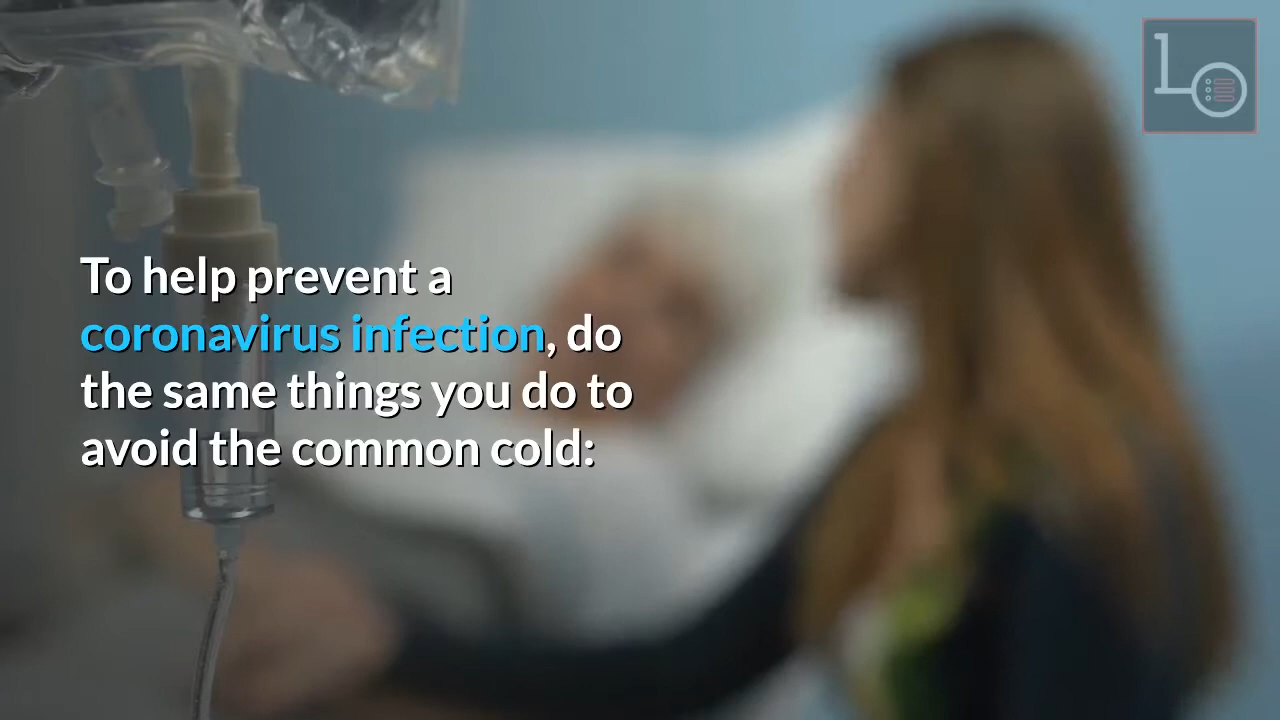 To help prevent a
coronavirus infection, do
the same things you do to
avoid the common cold: